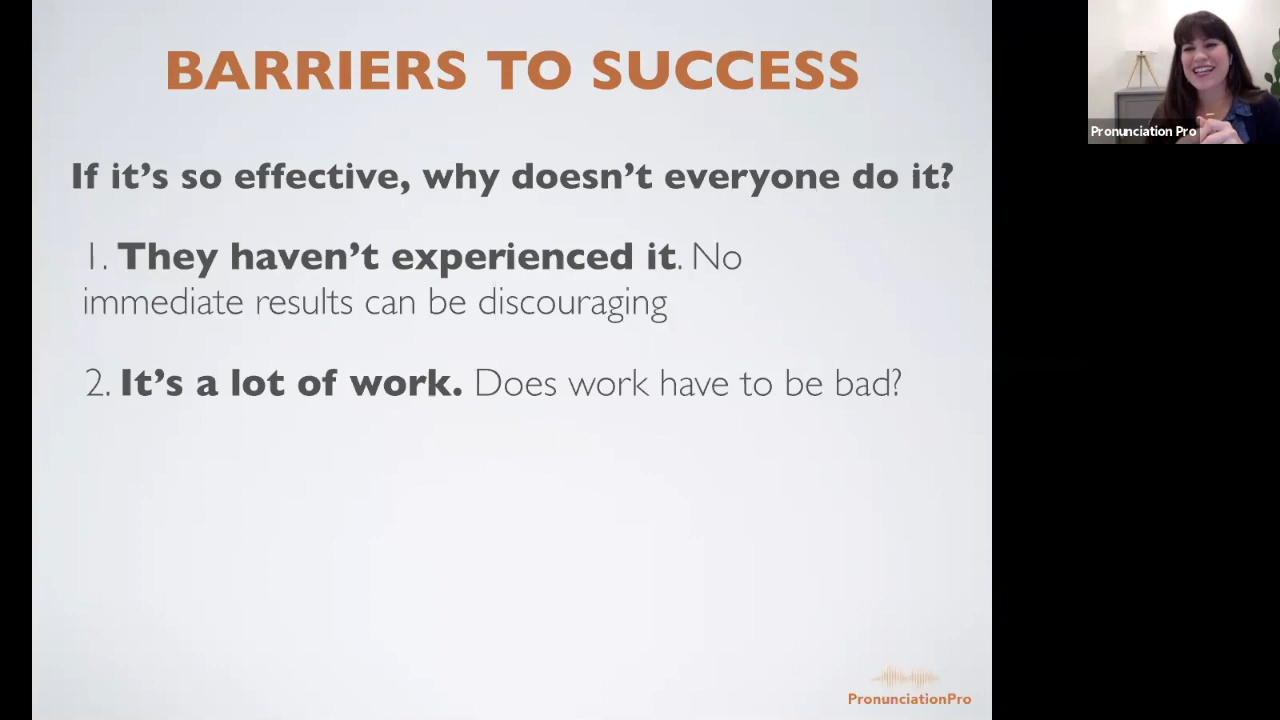 BARRIERS TO SUCCESS
If it’s so effective, why doesn’t everyone do it?
1. They haven’t experienced it. No
immediate results can be discouraging
2. It’s a lot of work. Does work have to be bad?
PronunciationPro
Pronunciation Pro